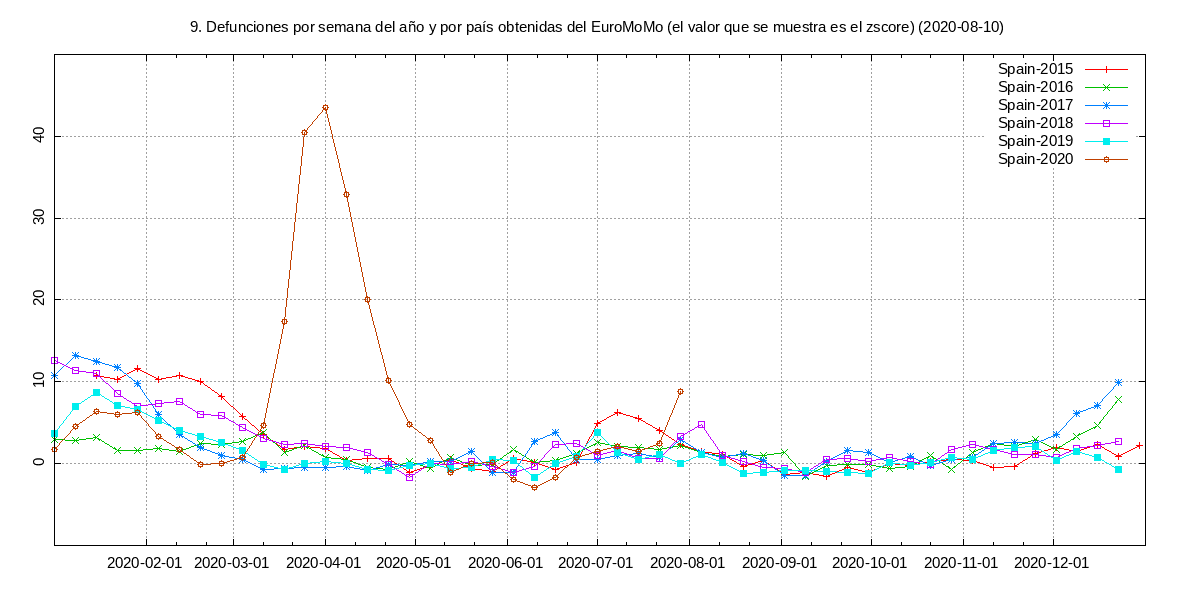 9. Defunciones por semana del año y por país obtenidas del EuroMoMo (el valor que se muestra es el zscore) (2020-08-10)
Spain-2015
Spain-2016
Spain-2017
Spain-2018
Spain-2019
Spain-2020
40
30
20
10
0
2020-02-01 2020-03-01 2020-04-01 2020-05-01 2020-06-01 2020-07-01 2020-08-01 2020-09-01 2020-10-01 2020-11-01 2020-12-01